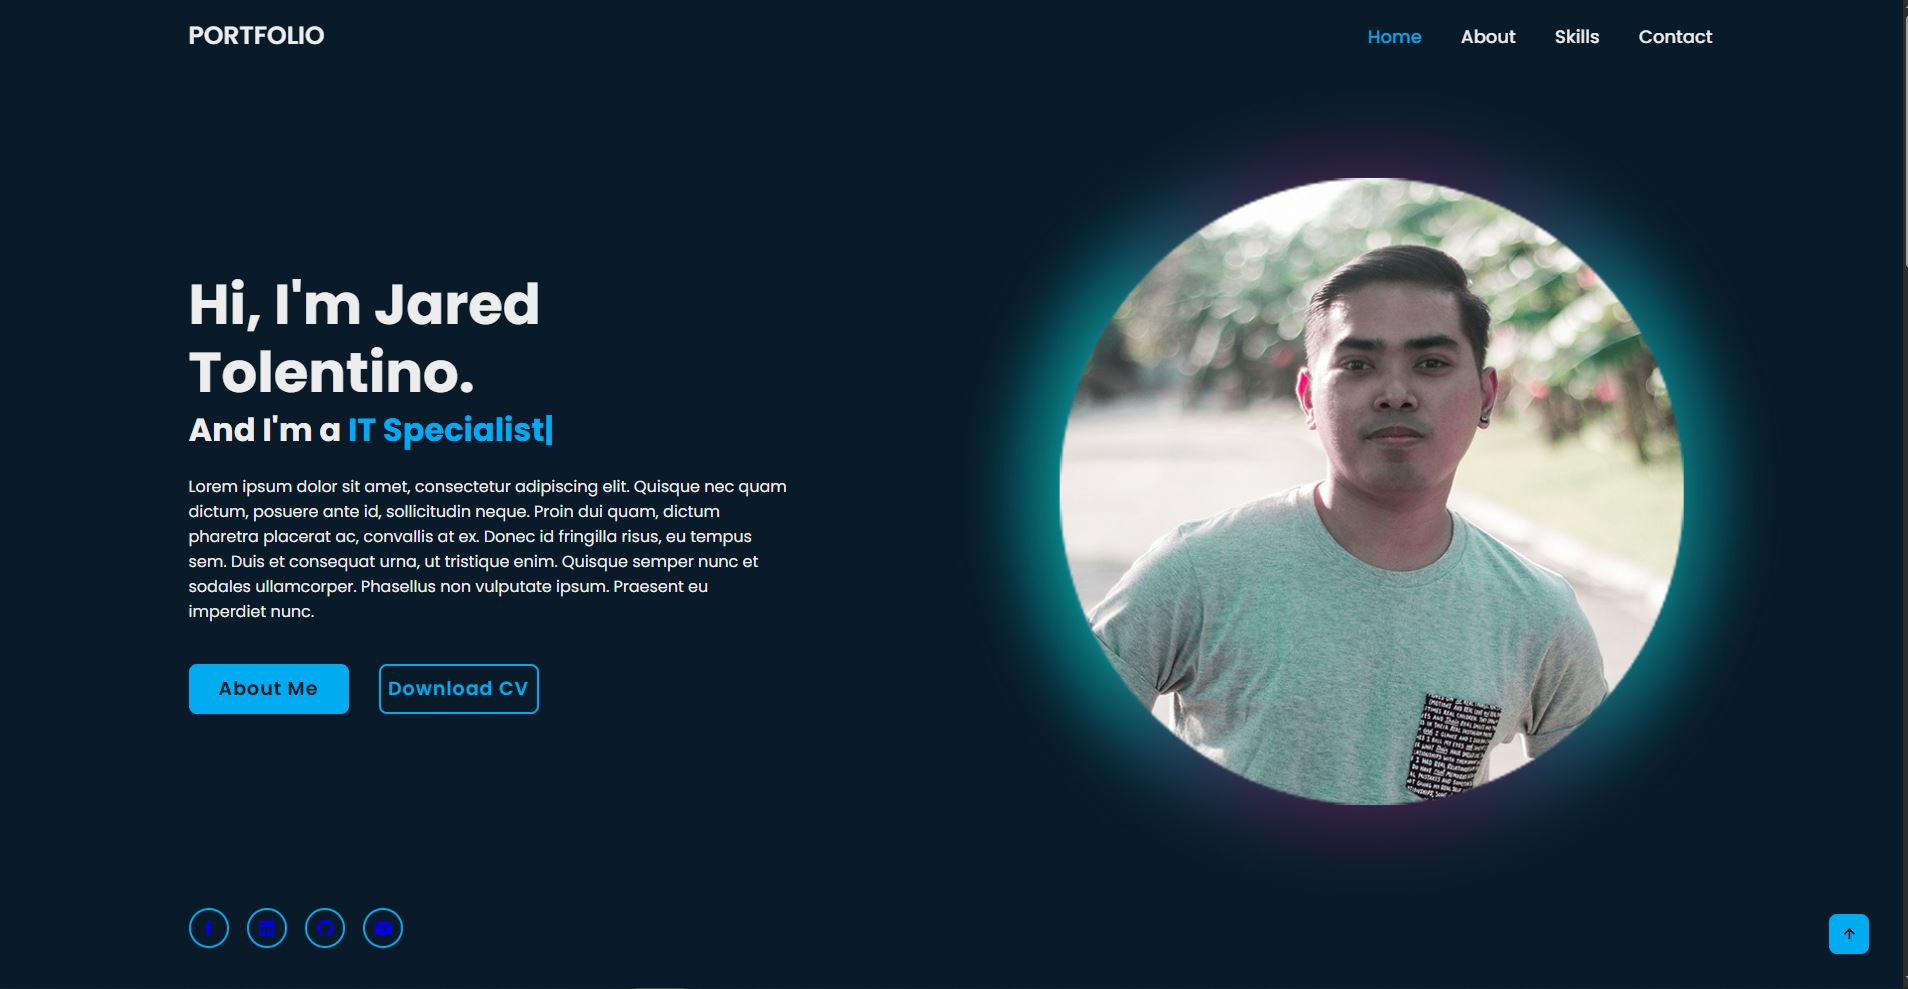 PORTFOLIO
Home About Skills Contact
Hi, I'm Jared
Tolentino.
And I'm a IT Specialist|
Lorem ipsum dolor sit amet, consectetur adipiscing elit. Quisque nec quam
dictum, posuere ante id, sollicitudin neque. Proin dui quam, dictum
pharetra placerat ac, convallis at ex. Donec id fringilla risus, eu tempus
sem. Duis et consequat urna, ut tristique enim. Quisque semper nunc et
sodales ullamcorper. Phasellus non vulputate ipsum. Praesent eu
imperdiet nunc.
About Me
Download CV